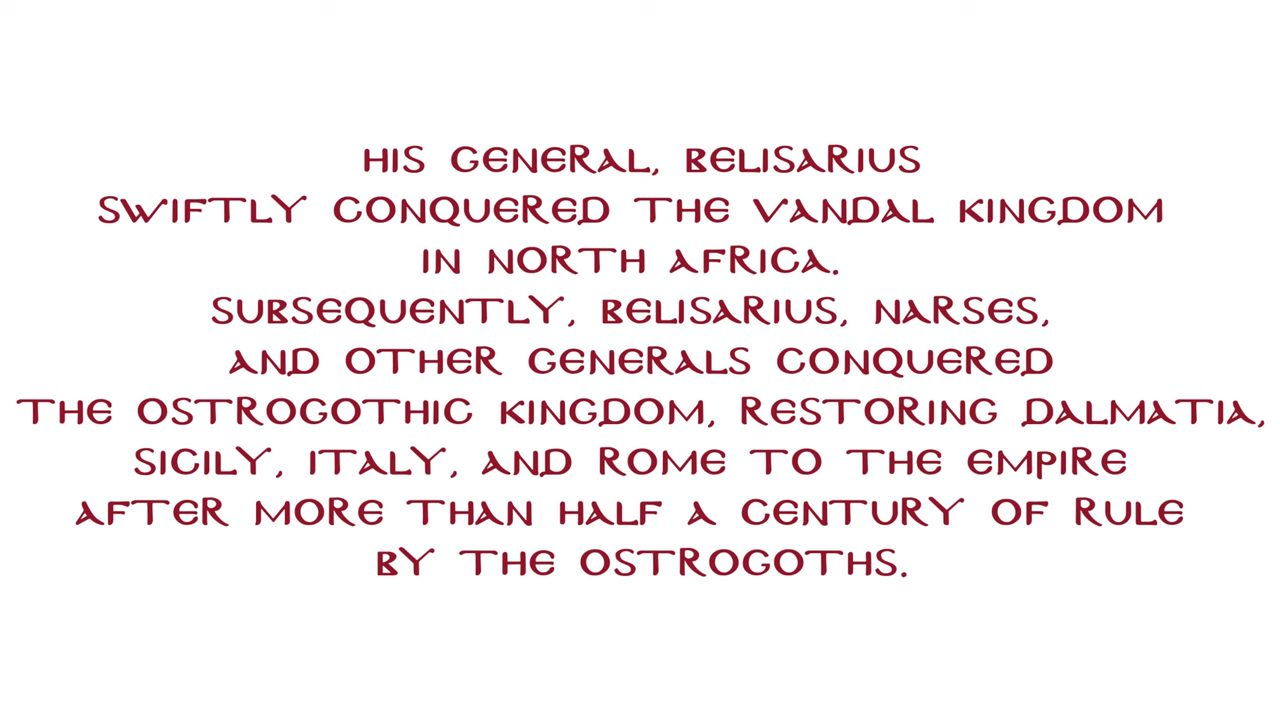 HIS GENERAL, BELISARIUS
SWIFTLY CONQUERED THE VANDAL KINGDOM
IN NORTH AFRICA.
SUBSEQUENTLY, BELISARIUS, NARSES,
AND OTHER GENERALS CONQUERED
THE OSTROGOTHIC KINGDOM, RESTORING DALMATIA,
SICILY, ITALY, AND ROME TO THE EMPIRE
AFTER MORE THAN HALF A CENTURY OF RULE
BY THE OSTROGOTHS.